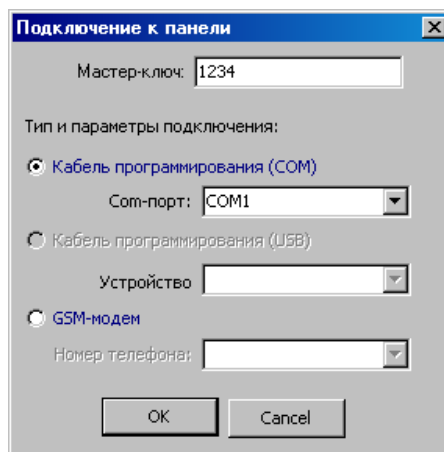 Подключение к панели
Мастер-ключ: 1234
Тип и параметры подключения:
Кабель программирования (COM)
Com-порт: COM1
Кабель программирования (USB)
Устройство
GSM-модем
Номер телефона:
OK Cancel